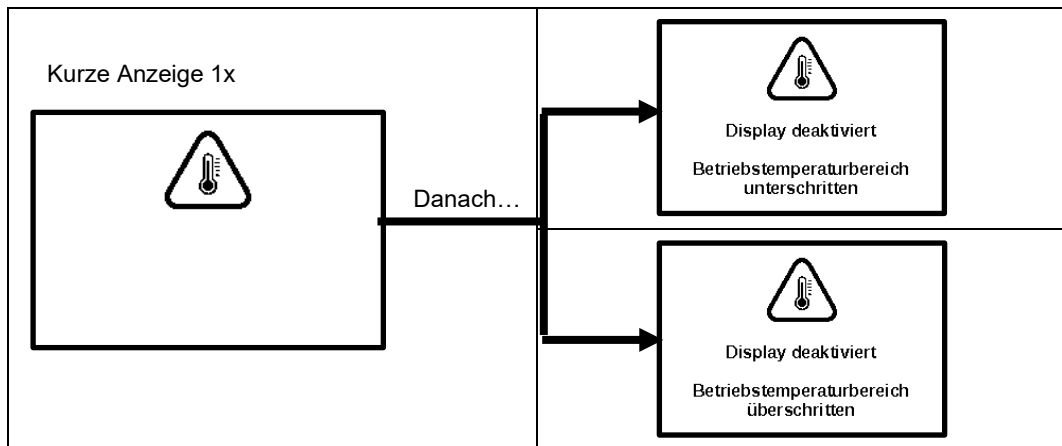 Kurze Anzeige 1x
Danach…
Display deaktiviert
Betriebstemperaturbereich
unterschritten
Display deaktiviert
Betriebstemperaturbereich
überschritten